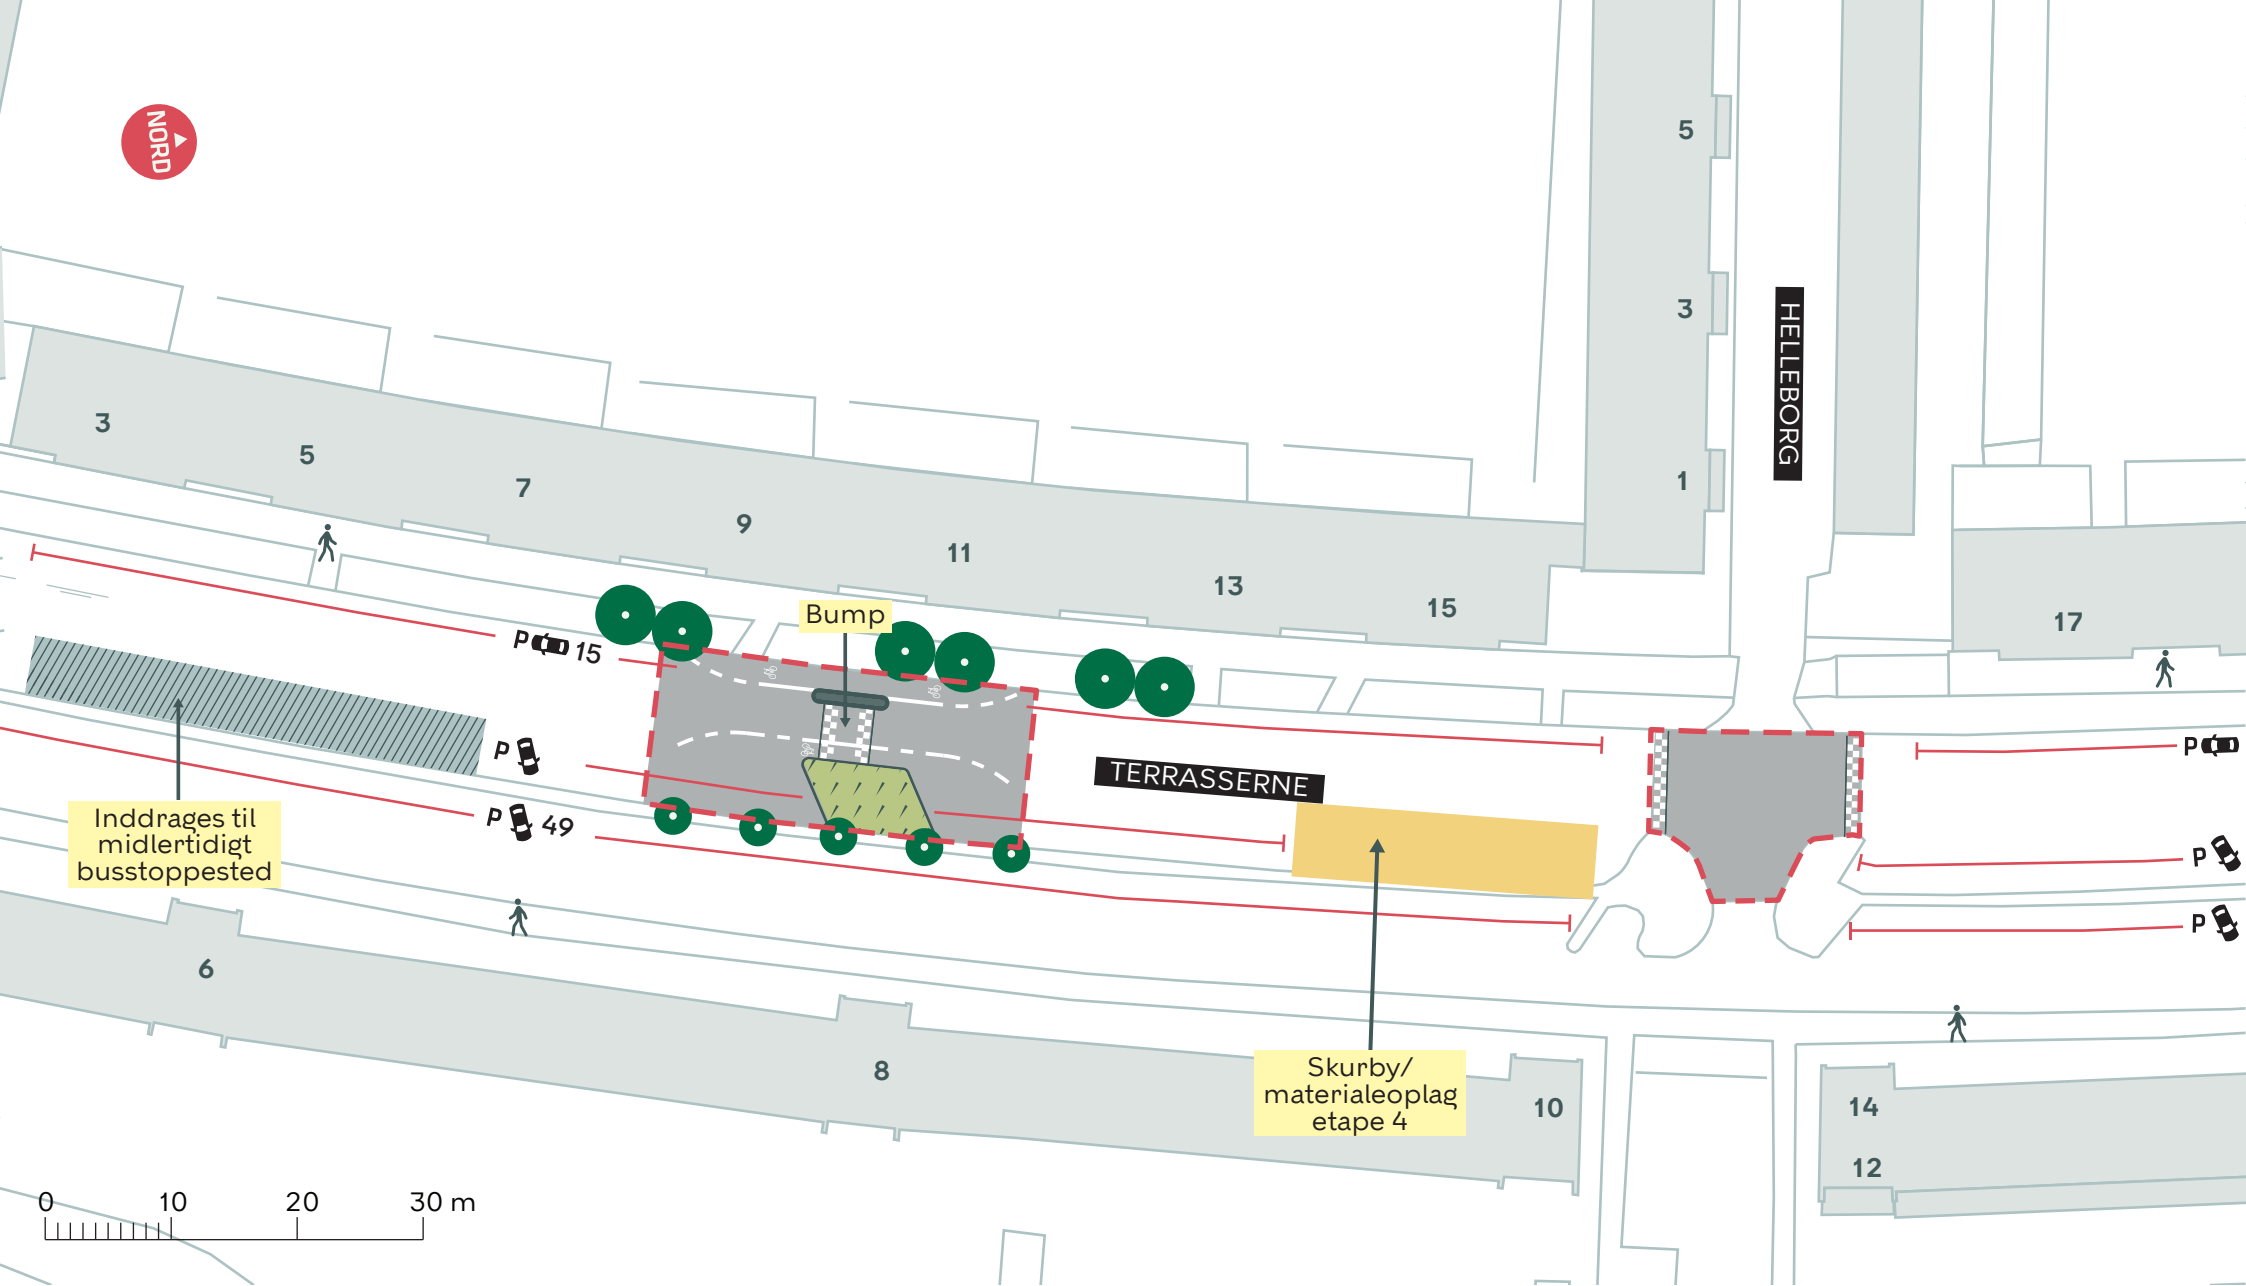 NORD
5
3
1
HELLEBORG
3
5
7
9
11
13
15
17
Bump
P 15
P
P 49
TERRASSERNE
P
P
P
Inddrages til
midlertidigt
busstoppested
6
8
10
14
12
Skurby/
materialeoplag
etape 4
0 10 20 30 m